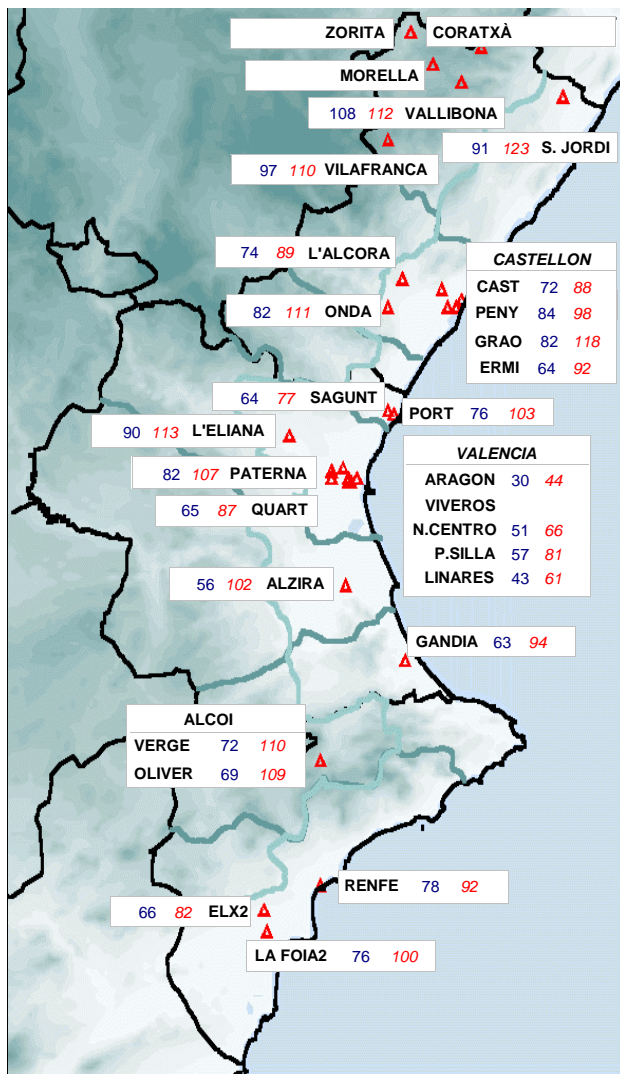 ZORITA CORATXÀ
MORELLA
108 112 VALLIBONA
91 123 S. JORDI
97 110 VILAFRANCA
74 89 L'ALCORA
CASTELLON
CAST 72 88
PENY 84 98
GRAO 82 118
ERMI 64 92
82 111 ONDA
64 77 SAGUNT
PORT 76 103
90 113 L'ELIANA
82 107 PATERNA
65 87 QUART
VALENCIA
ARAGON 30 44
VIVEROS
N.CENTRO 51 66
P.SILLA 57 81
LINARES 43 61
56 102 ALZIRA
GANDIA 63 94
ALCOI
VERGE 72 110
OLIVER 69 109
RENFE 78 92
66 82 ELX2
LA FOIA2 76 100